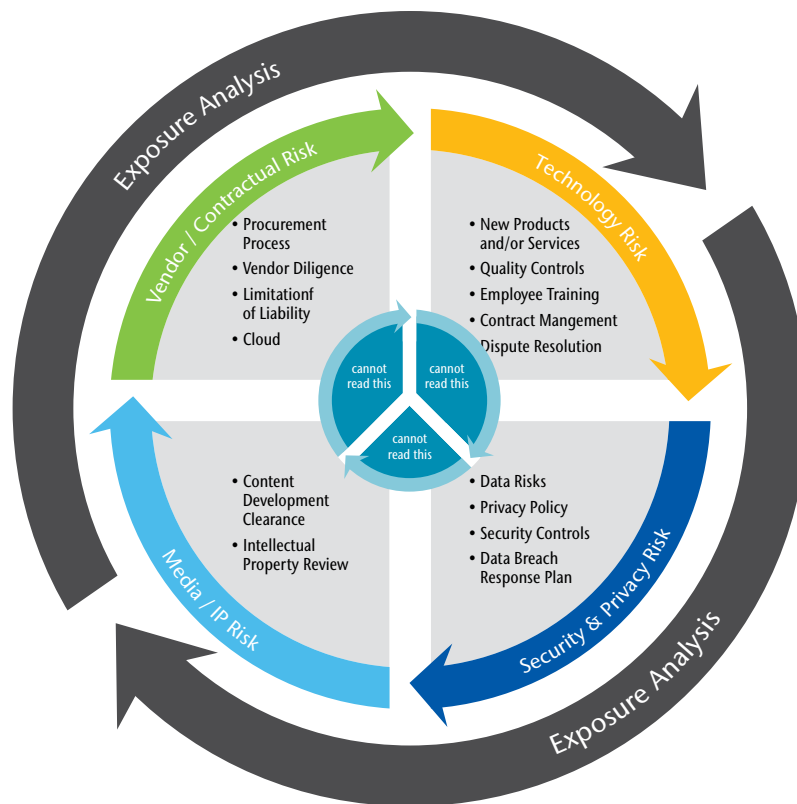 Exposure Analysis
Vendor / Contractual Risk
• Procurement
Process
• Vendor Diligence
• Limitationf
of Liability
• Cloud
Technology Risk
• New Products
and/or Services
• Quality Controls
• Employee Training
• Contract Mangement
• Dispute Resolution
cannot
read this
cannot
read this
cannot
read this
Media / IP Risk
• Content
Development
Clearance
• Intellectual
Property Review
• Data Risks
• Privacy Policy
• Security Controls
• Data Breach
Response Plan
Security & Privacy Risk
Exposure Analysis